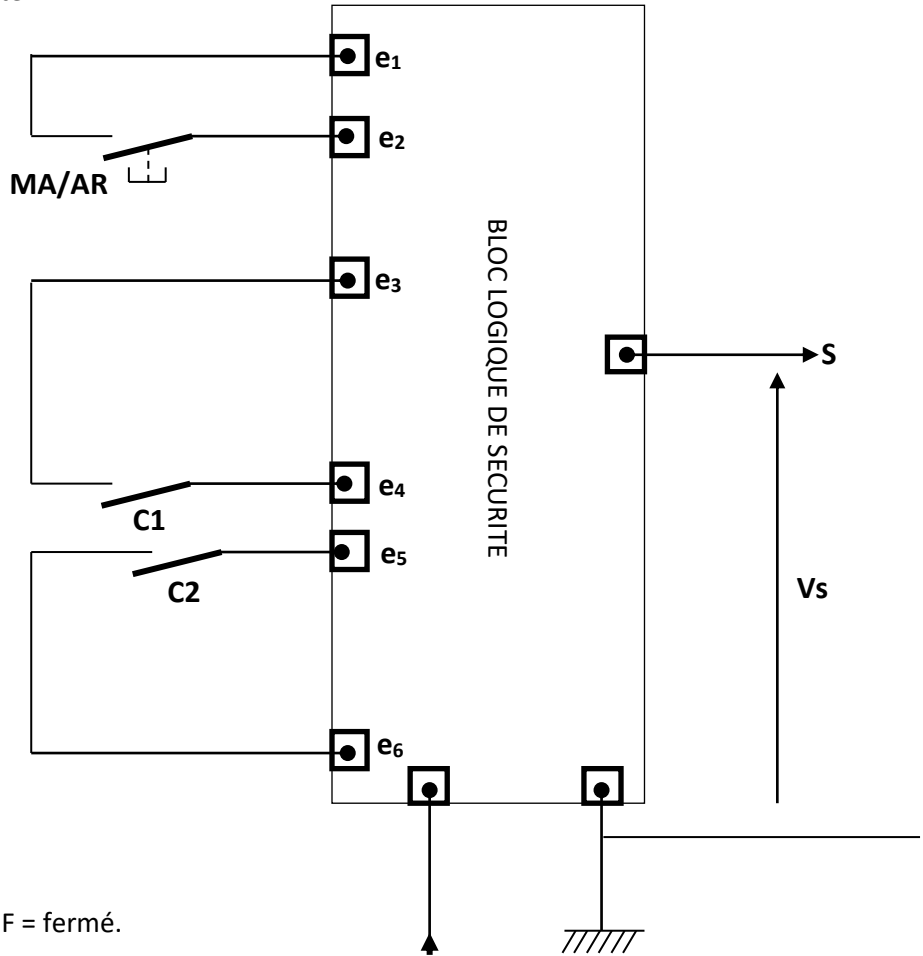 e₁
e₂
MA/AR
e₃
BLOC LOGIQUE DE SECURITE
S
e₄
C1
e₅
C2
Vs
e₆
F = fermé.